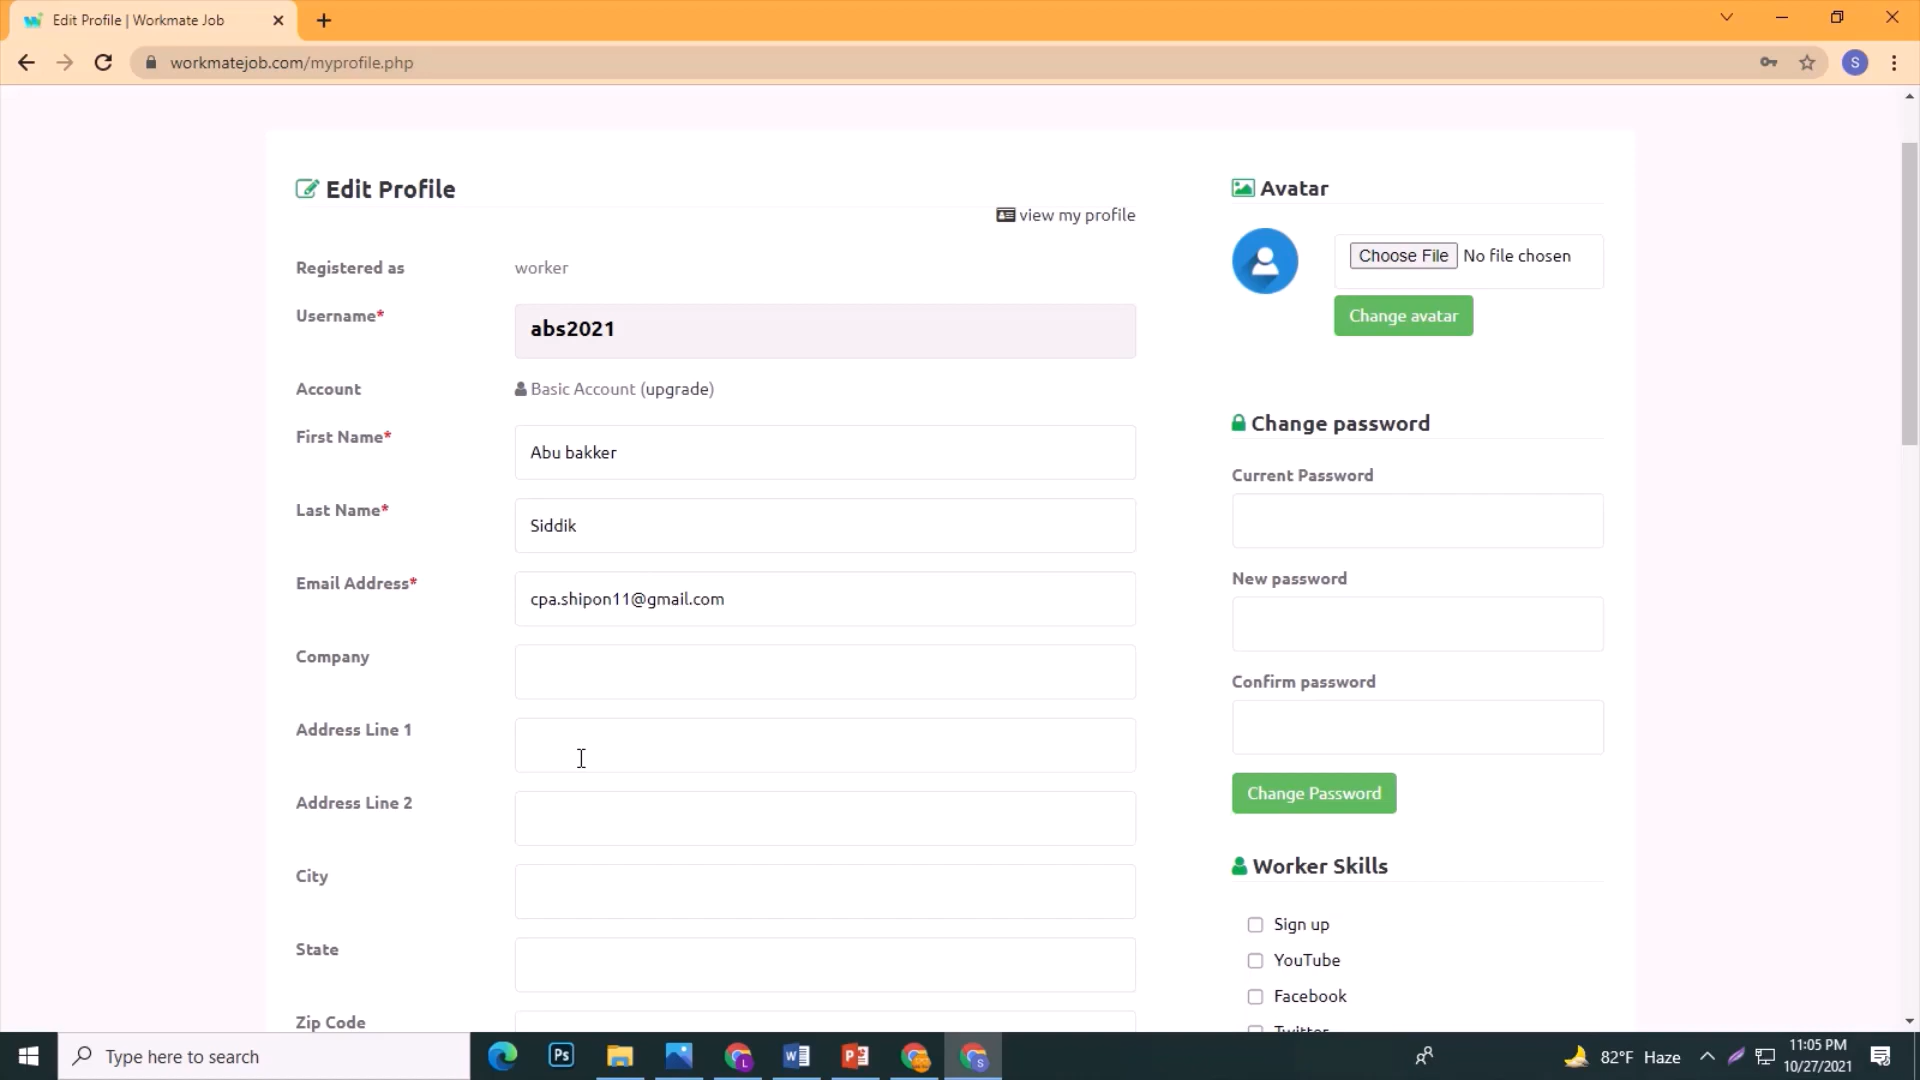 Edit Profile | Workmate Job
workmatejob.com/myprofile.php
S
Edit Profile
view my profile
Registered as
worker
Username*
abs2021
Account
Basic Account (upgrade)
First Name*
Abu bakker
Last Name*
Siddik
Email Address*
cpa.shipon11@gmail.com
Company
Address Line 1
Address Line 2
City
State
Zip Code
Avatar
Choose File No file chosen
Change avatar
Change password
Current Password
New password
Confirm password
Change Password
Worker Skills
Sign up
YouTube
Facebook
Twitter
Type here to search
Ps
L
S
82°F Haze
11:05 PM
10/27/2021